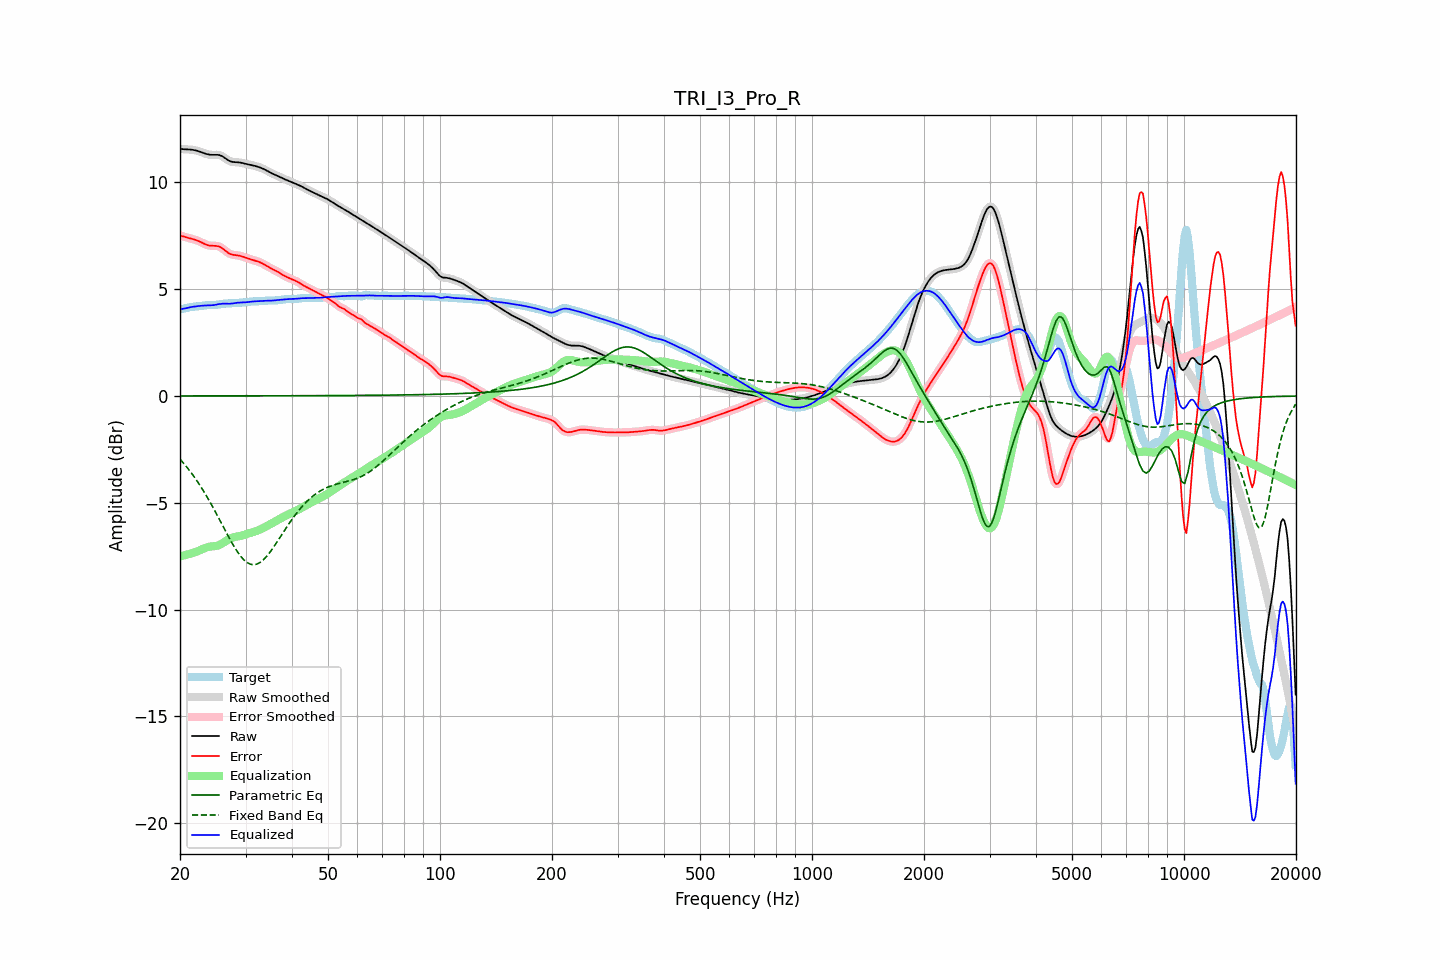 TRI_I3_Pro_R
Amplitude (dBr)
10
5
0
−5
−10
−15
−20
Target
Raw Smoothed
Error Smoothed
Raw
Error
Equalization
Parametric Eq
Fixed Band Eq
Equalized
20 50 100 200 500 1000 2000 5000 10000 20000
Frequency (Hz)